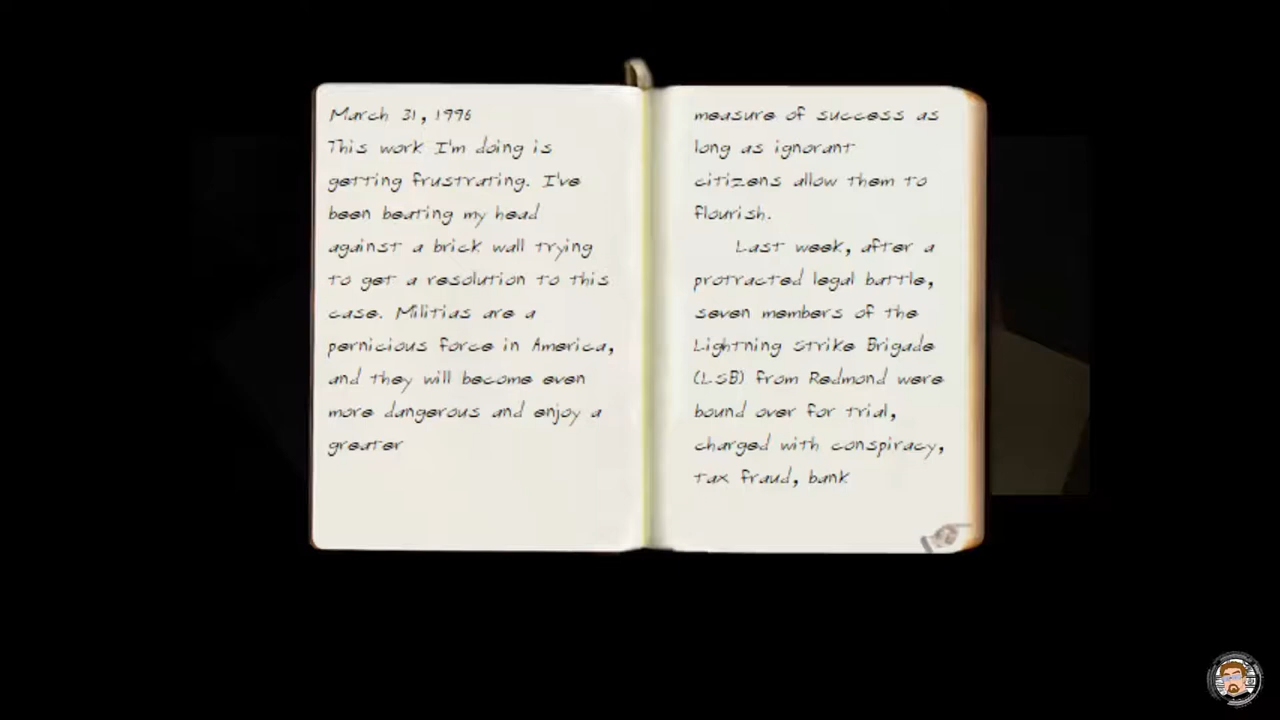 March 31, 1996
This work I'm doing is
getting frustrating. I've
been beating my head
against a brick wall trying
to get a resolution to this
case. Militias are a
pernicious force in America,
and they will become even
more dangerous and enjoy a
greater
measure of success as
long as ignorant
citizens allow them to
flourish.
Last week, after a
protracted legal battle,
seven members of the
Lightning Strike Brigade
(LSB) from Redmond were
bound over for trial,
charged with conspiracy,
tax fraud, bank